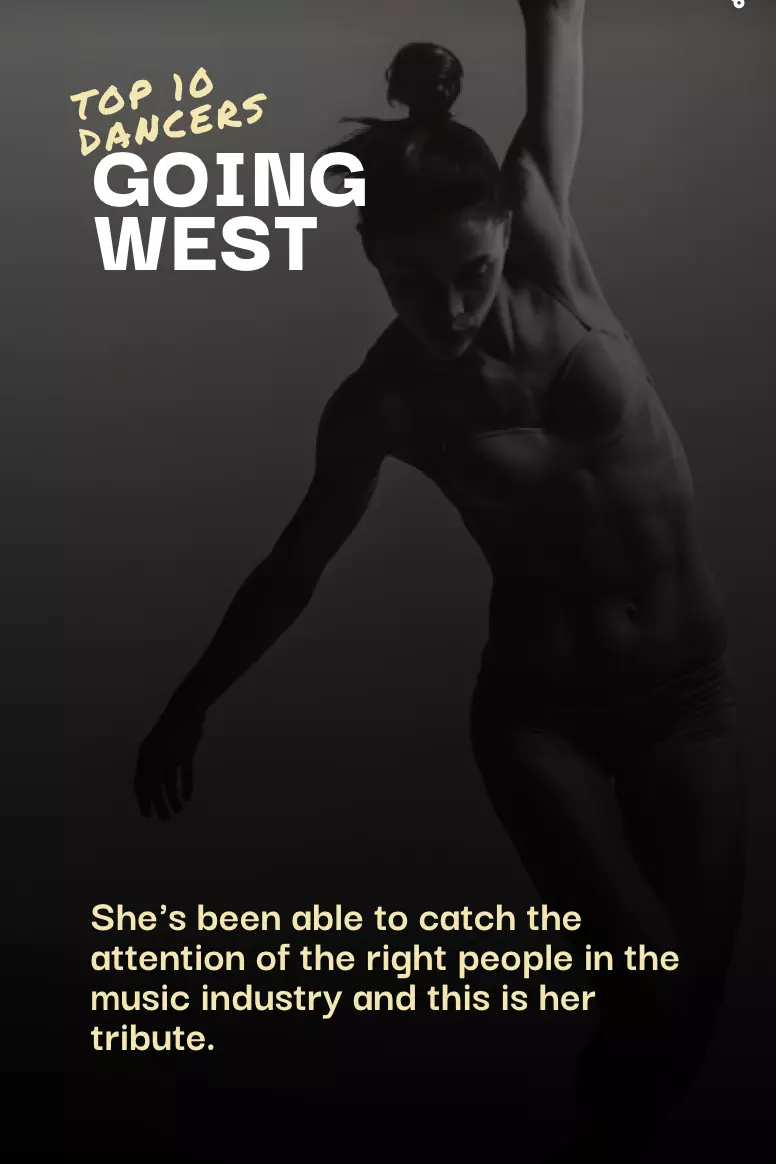 TOP 10
DANCERS
GOING
WEST
She’s been able to catch the
attention of the right people in the
music industry and this is her
tribute.